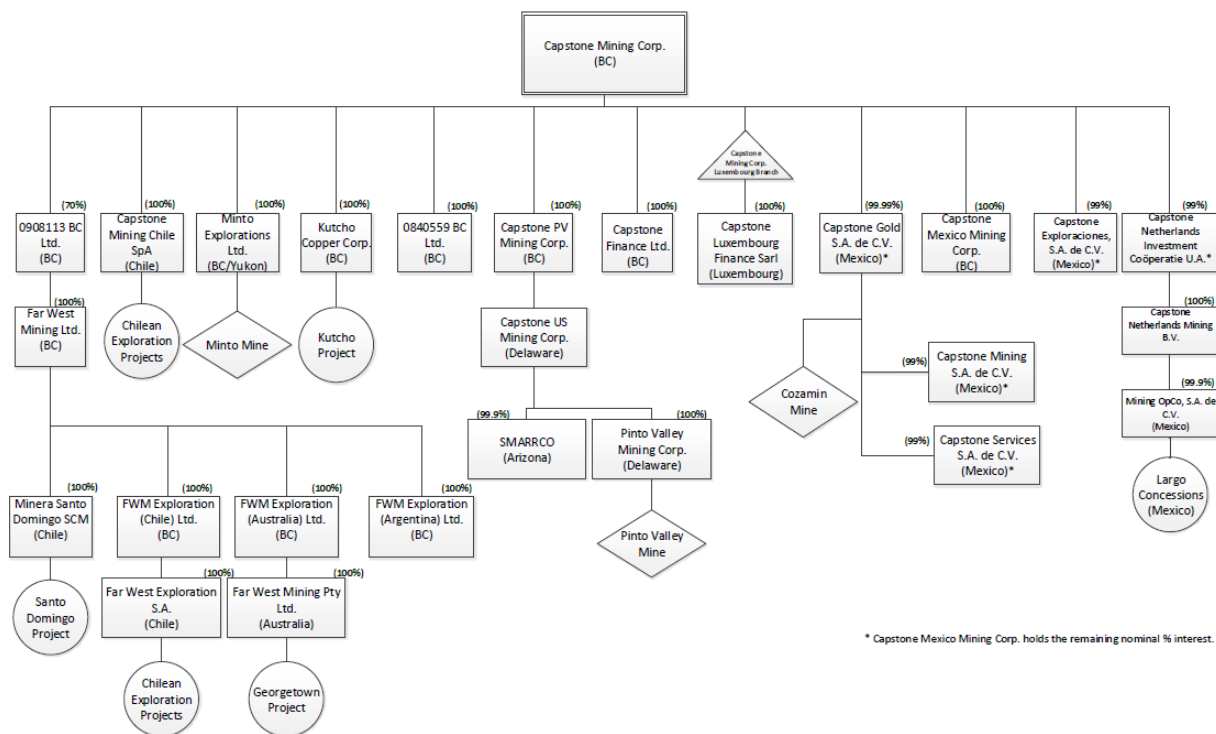 Capstone Mining Corp.
(BC)
Capstone
Mining Corp.
Luxembourg Branch
(70%)
0908113 BC
Ltd.
(BC)
(100%)
Capstone
Mining Chile
SpA
(Chile)
(100%)
Minto
Explorations
Ltd.
(BC/Yukon)
(100%)
Kutcho
Copper Corp.
(BC)
(100%)
0840559 BC
Ltd.
(BC)
(100%)
Capstone PV
Mining Corp.
(BC)
(100%)
Capstone
Finance Ltd.
(BC)
(100%)
Capstone
Luxembourg
Finance Sarl
(Luxembourg)
(99.99%)
Capstone Gold
S.A. de C.V.
(Mexico)*
(100%)
Capstone
Mexico Mining
Corp.
(BC)
(99%)
Capstone
Exploraciones,
S.A. de C.V.
(Mexico)*
(99%)
Capstone
Netherlands
Investment
Coöperatie U.A.*
(100%)
Far West
Mining Ltd.
(BC)
Chilean
Exploration
Projects
Minto Mine
Kutcho
Project
Capstone US
Mining Corp.
(Delaware)
(100%)
Capstone
Netherlands Mining
B.V.
Cozamin
Mine
(99%)
Capstone Mining
S.A. de C.V.
(Mexico)*
(99.9%)
Mining OpCo, S.A. de
C.V.
(Mexico)
(99.9%)
SMARRCO
(Arizona)
(100%)
Pinto Valley
Mining Corp.
(Delaware)
(99%)
Capstone Services
S.A. de C.V.
(Mexico)*
Largo
Concessions
(Mexico)
(100%)
Minera Santo
Domingo SCM
(Chile)
(100%)
FWM Exploration
(Chile) Ltd.
(BC)
(100%)
FWM Exploration
(Australia) Ltd.
(BC)
(100%)
FWM Exploration
(Argentina) Ltd.
(BC)
Pinto Valley
Mine
Santo
Domingo
Project
(100%)
Far West Exploration
S.A.
(Chile)
(100%)
Far West Mining Pty
Ltd.
(Australia)
* Capstone Mexico Mining Corp. holds the remaining nominal % interest.
Chilean
Exploration
Projects
Georgetown
Project